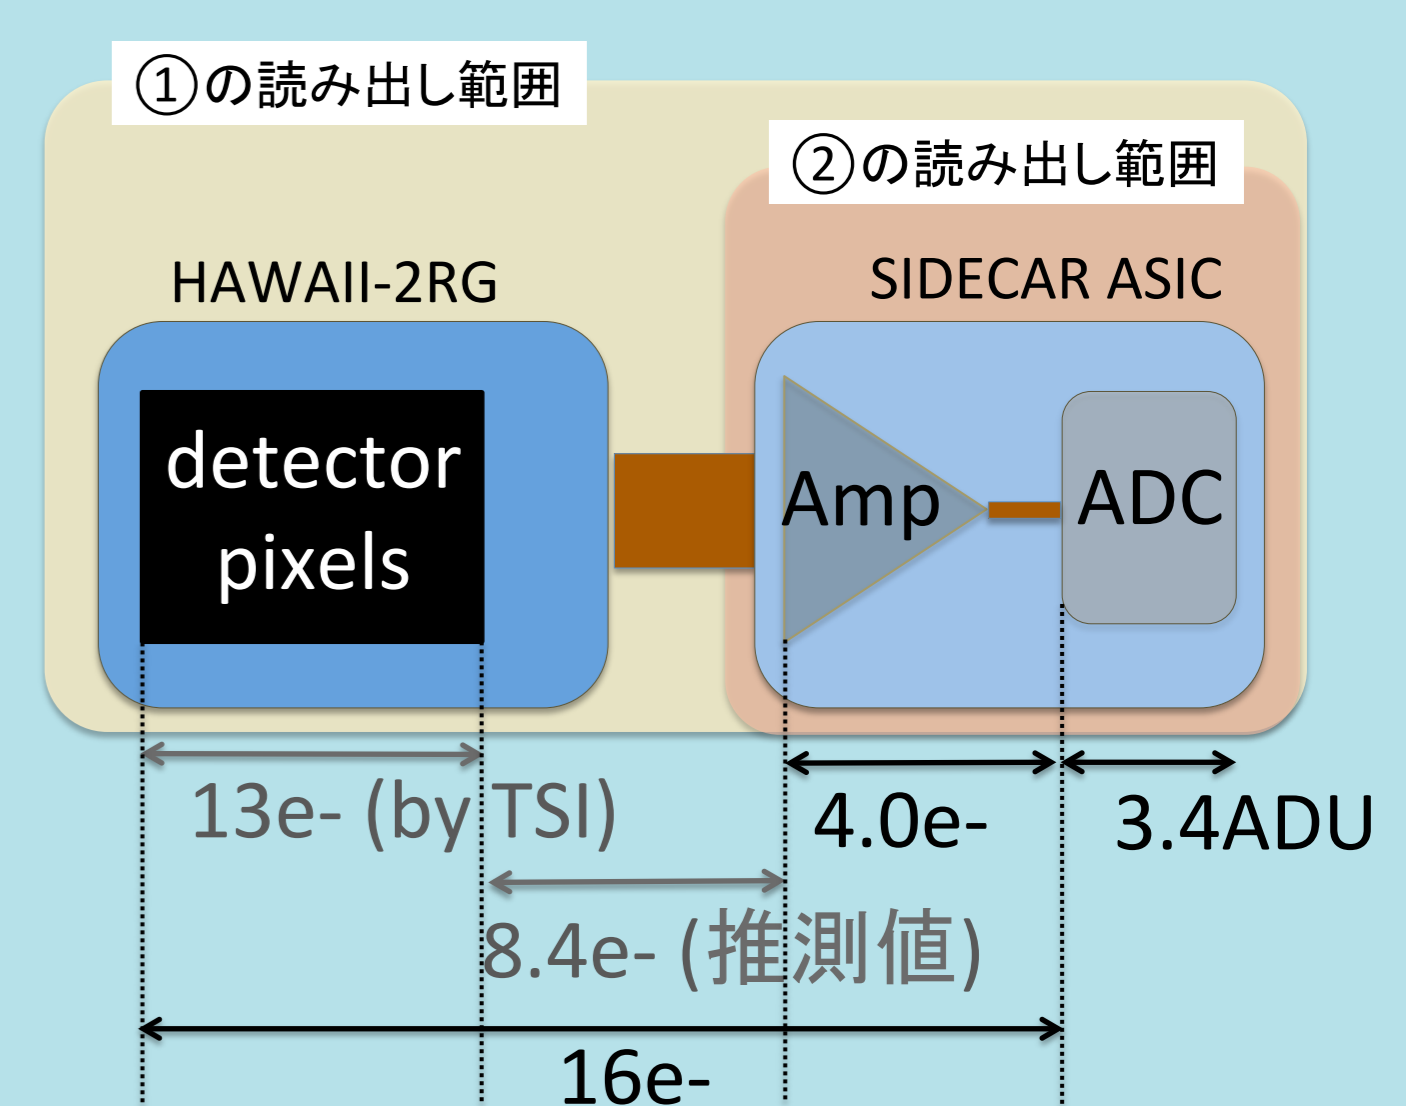 ①の読み出し範囲
②の読み出し範囲
HAWAII-2RG
SIDECAR ASIC
detector
pixels
Amp
ADC
13e- (by TSI)
4.0e-
3.4ADU
8.4e- (推測値)
16e-